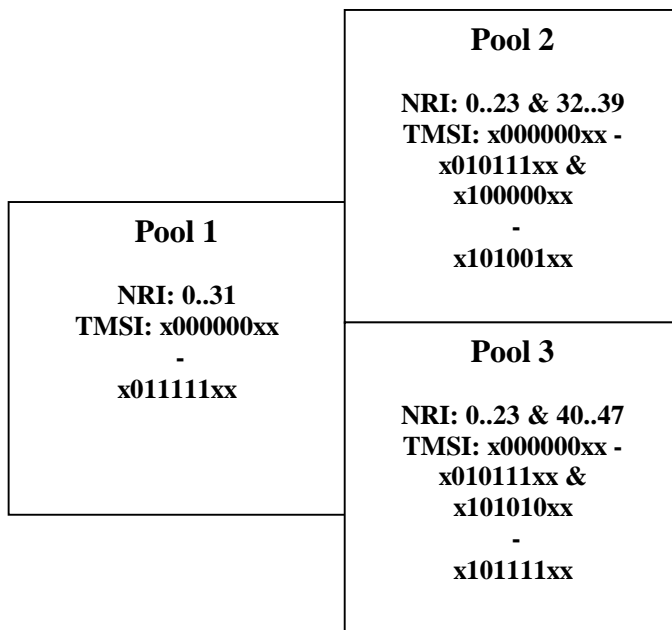 Pool 2
NRI: 0..23 & 32..39
TMSI: x000000xx -
x010111xx &
x100000xx
-
x101001xx
Pool 1
NRI: 0..31
TMSI: x000000xx
-
x011111xx
Pool 3
NRI: 0..23 & 40..47
TMSI: x000000xx -
x010111xx &
x101010xx
-
x101111xx